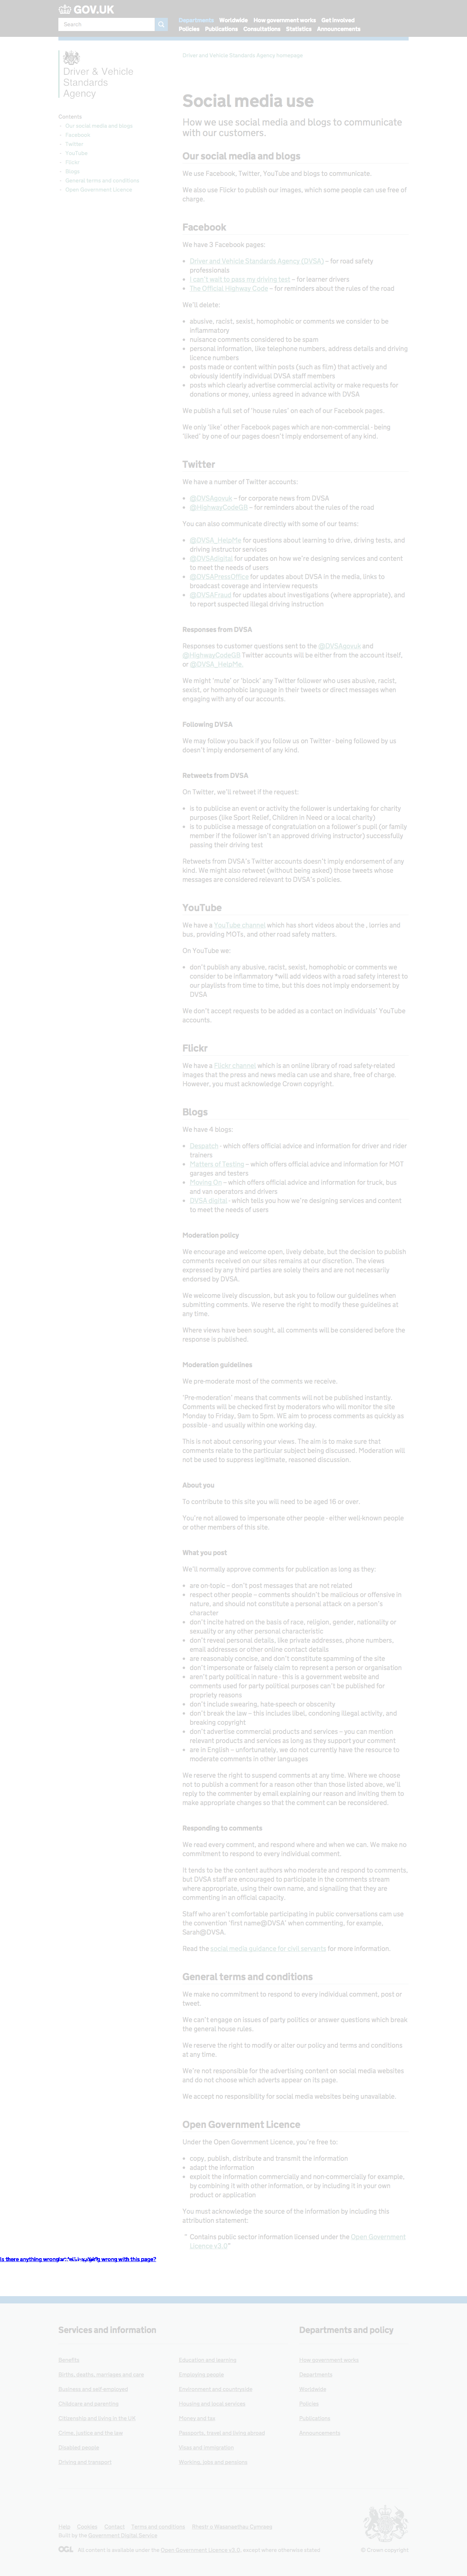 GOV.UK
Search
Departments Worldwide How government works Get Involved
Policies Publications Consultations Statistics Announcements
Driver & Vehicle
Standards
Agency
Driver and Vehicle Standards Agency homepage
Contents
Our social media and blogs
Facebook
Twitter
YouTube
Flickr
Blogs
General terms and conditions
Open Government Licence
Social media use
How we use social media and blogs to communicate
with our customers.
Our social media and blogs
We use Facebook, Twitter, YouTube and blogs to communicate.
We also use Flickr to publish our images, which some people can use free of
charge.
Facebook
We have 3 Facebook pages:
Driver and Vehicle Standards Agency (DVSA) – for road safety
professionals
I can't wait to pass my driving test – for learner drivers
The Official Highway Code – for reminders about the rules of the road
We'll delete:
abusive, racist, sexist, homophobic or comments we consider to be
inflammatory
nuisance comments considered to be spam
personal information, like telephone numbers, address details and driving
licence numbers
posts made or content within posts (such as film) that actively and
obviously identify individual DVSA staff members
posts which clearly advertise commercial activity or make requests for
donations or money, unless agreed in advance with DVSA
We publish a full set of 'house rules' on each of our Facebook pages.
We only 'like' other Facebook pages which are non-commercial - being
'liked' by one of our pages doesn't imply endorsement of any kind.
Twitter
We have a number of Twitter accounts:
@DVSAgovuk – for corporate news from DVSA
@HighwayCodeGB – for reminders about the rules of the road
You can also communicate directly with some of our teams:
@DVSA_HelpMe for questions about learning to drive, driving tests, and
driving instructor services
@DVSAdigital for updates on how we're designing services and content
to meet the needs of users
@DVSAPressOffice for updates about DVSA in the media, links to
broadcast coverage and interview requests
@DVSAFraud for updates about investigations (where appropriate), and
to report suspected illegal driving instruction
Responses from DVSA
Responses to customer questions sent to the @DVSAgovuk and
@HighwayCodeGB Twitter accounts will be either from the account itself,
or @DVSA_HelpMe.
We might 'mute' or 'block' any Twitter follower who uses abusive, racist,
sexist, or homophobic language in their tweets or direct messages when
engaging with any of our accounts.
Following DVSA
We may follow you back if you follow us on Twitter - being followed by us
doesn't imply endorsement of any kind.
Retweets from DVSA
On Twitter, we'll retweet if the request:
is to publicise an event or activity the follower is undertaking for charity
purposes (like Sport Relief, Children in Need or a local charity)
is to publicise a message of congratulation on a follower's pupil (or family
member if the follower isn't an approved driving instructor) successfully
passing their driving test
Retweets from DVSA's Twitter accounts doesn't imply endorsement of any
kind. We might also retweet (without being asked) those tweets whose
messages are considered relevant to DVSA's policies.
YouTube
We have a YouTube channel which has short videos about the , lorries and
bus, providing MOTs, and other road safety matters.
On YouTube we:
don't publish any abusive, racist, sexist, homophobic or comments we
consider to be inflammatory *will add videos with a road safety interest to
our playlists from time to time, but this does not imply endorsement by
DVSA
We don't accept requests to be added as a contact on individuals' YouTube
accounts.
Flickr
We have a Flickr channel which is an online library of road safety-related
images that the press and news media can use and share, free of charge.
However, you must acknowledge Crown copyright.
Blogs
We have 4 blogs:
Despatch - which offers official advice and information for driver and rider
trainers
Matters of Testing – which offers official advice and information for MOT
garages and testers
Moving On – which offers official advice and information for truck, bus
and van operators and drivers
DVSA digital - which tells you how we're designing services and content
to meet the needs of users
Moderation policy
We encourage and welcome open, lively debate, but the decision to publish
comments received on our sites remains at our discretion. The views
expressed by any third parties are solely theirs and are not necessarily
endorsed by DVSA.
We welcome lively discussion, but ask you to follow our guidelines when
submitting comments. We reserve the right to modify these guidelines at
any time.
Where views have been sought, all comments will be considered before the
response is published.
Moderation guidelines
We pre-moderate most of the comments we receive.
'Pre-moderation' means that comments will not be published instantly.
Comments will be checked first by moderators who will monitor the site
Monday to Friday, 9am to 5pm. WE aim to process comments as quickly as
possible - and usually within one working day.
This is not about censoring your views. The aim is to make sure that
comments relate to the particular subject being discussed. Moderation will
not be used to suppress legitimate, reasoned discussion.
About you
To contribute to this site you will need to be aged 16 or over.
You're not allowed to impersonate other people - either well-known people
or other members of this site.
What you post
We'll normally approve comments for publication as long as they:
are on-topic – don't post messages that are not related
respect other people – comments shouldn't be malicious or offensive in
nature, and should not constitute a personal attack on a person's
character
don't incite hatred on the basis of race, religion, gender, nationality or
sexuality or any other personal characteristic
don't reveal personal details, like private addresses, phone numbers,
email addresses or other online contact details
are reasonably concise, and don't constitute spamming of the site
don't impersonate or falsely claim to represent a person or organisation
aren't party political in nature - this is a government website and
comments used for party political purposes can't be published for
propriety reasons
don't include swearing, hate-speech or obscenity
don't break the law – this includes libel, condoning illegal activity, and
breaking copyright
don't advertise commercial products and services – you can mention
relevant products and services as long as they support your comment
are in English – unfortunately, we do not currently have the resource to
moderate comments in other languages
We reserve the right to suspend comments at any time. Where we choose
not to publish a comment for a reason other than those listed above, we'll
reply to the commenter by email explaining our reason and inviting them to
make appropriate changes so that the comment can be reconsidered.
Responding to comments
We read every comment, and respond where and when we can. We make no
commitment to respond to every individual comment.
It tends to be the content authors who moderate and respond to comments,
but DVSA staff are encouraged to participate in the comments stream
where appropriate, using their own name, and signalling that they are
commenting in an official capacity.
Staff who aren't comfortable participating in public conversations can use
the convention 'first name@DVSA' when commenting, for example,
Sarah@DVSA.
Read the social media guidance for civil servants for more information.
General terms and conditions
We make no commitment to respond to every individual comment, post or
tweet.
We can't engage on issues of party politics or answer questions which break
the general house rules.
We reserve the right to modify or alter our policy and terms and conditions
at any time.
We're not responsible for the advertising content on social media websites
and do not choose which adverts appear on its page.
We accept no responsibility for social media websites being unavailable.
Open Government Licence
Under the Open Government Licence, you're free to:
copy, publish, distribute and transmit the information
adapt the information
exploit the information commercially and non-commercially for example,
by combining it with other information, or by including it in your own
product or application
You must acknowledge the source of the information by including this
attribution statement:
"Contains public sector information licensed under the Open Government
Licence v3.0"
Is there anything wrong with this page?
Services and information
Departments and policy
Benefits
Education and learning
How government works
Births, deaths, marriages and care
Employing people
Departments
Business and self-employed
Environment and countryside
Worldwide
Childcare and parenting
Housing and local services
Policies
Citizenship and living in the UK
Money and tax
Publications
Crime, justice and the law
Passports, travel and living abroad
Announcements
Disabled people
Visas and immigration
Driving and transport
Working, jobs and pensions
Help Cookies Contact Terms and conditions Rhestr o Wasanaethau Cymraeg
Built by the Government Digital Service
OGL All content is available under the Open Government Licence v3.0, except where otherwise stated
© Crown copyright